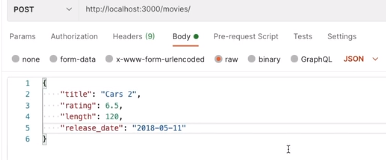 POST http://localhost:3000/movies/
Params Authorization Headers (9) Body Pre-request Script Tests Settings
none form-data x-www-form-urlencoded raw binary GraphQL JSON
1 {
2 "title": "Cars 2",
3 "rating": 6.5,
4 "length": 120,
5 "release_date": "2018-05-11"
6 }